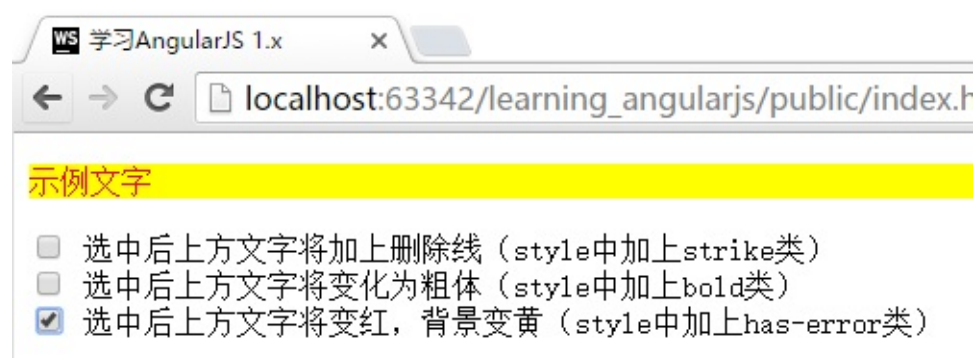 WS 学习AngularJS 1.x
localhost:63342/learning_angularjs/public/index.h
示例文字
选中后上方文字将加上删除线（style中加上strike类）
选中后上方文字将变化为粗体（style中加上bold类）
选中后上方文字将变红，背景变黄（style中加上has-error类）